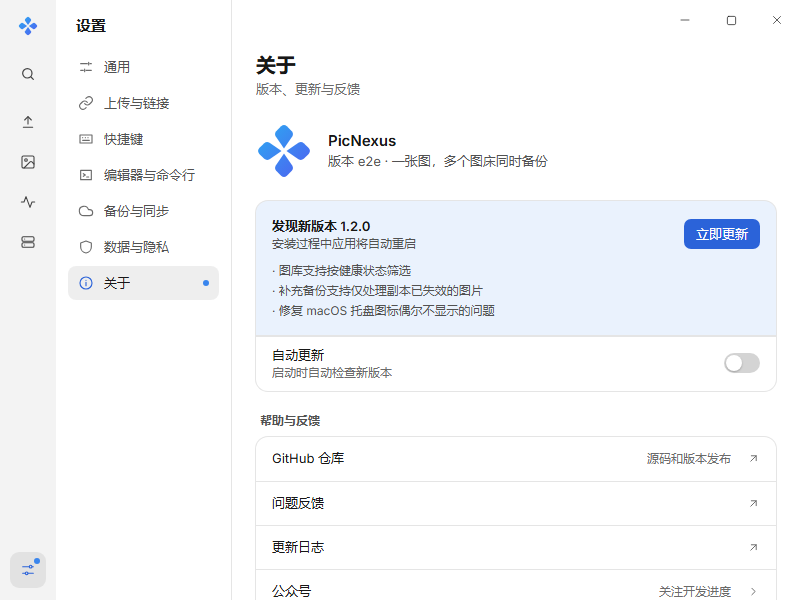 设置
通用
上传与链接
快捷键
编辑器与命令行
备份与同步
数据与隐私
关于
关于
版本、更新与反馈
PicNexus
版本 e2e · 一张图，多个图床同时备份
发现新版本 1.2.0
安装过程中应用将自动重启
立即更新
· 图库支持按健康状态筛选
· 补充备份支持仅处理副本已失效的图片
· 修复 macOS 托盘图标偶尔不显示的问题
自动更新
启动时自动检查新版本
帮助与反馈
GitHub 仓库 源码和版本发布
问题反馈
更新日志
公众号 关注开发进度